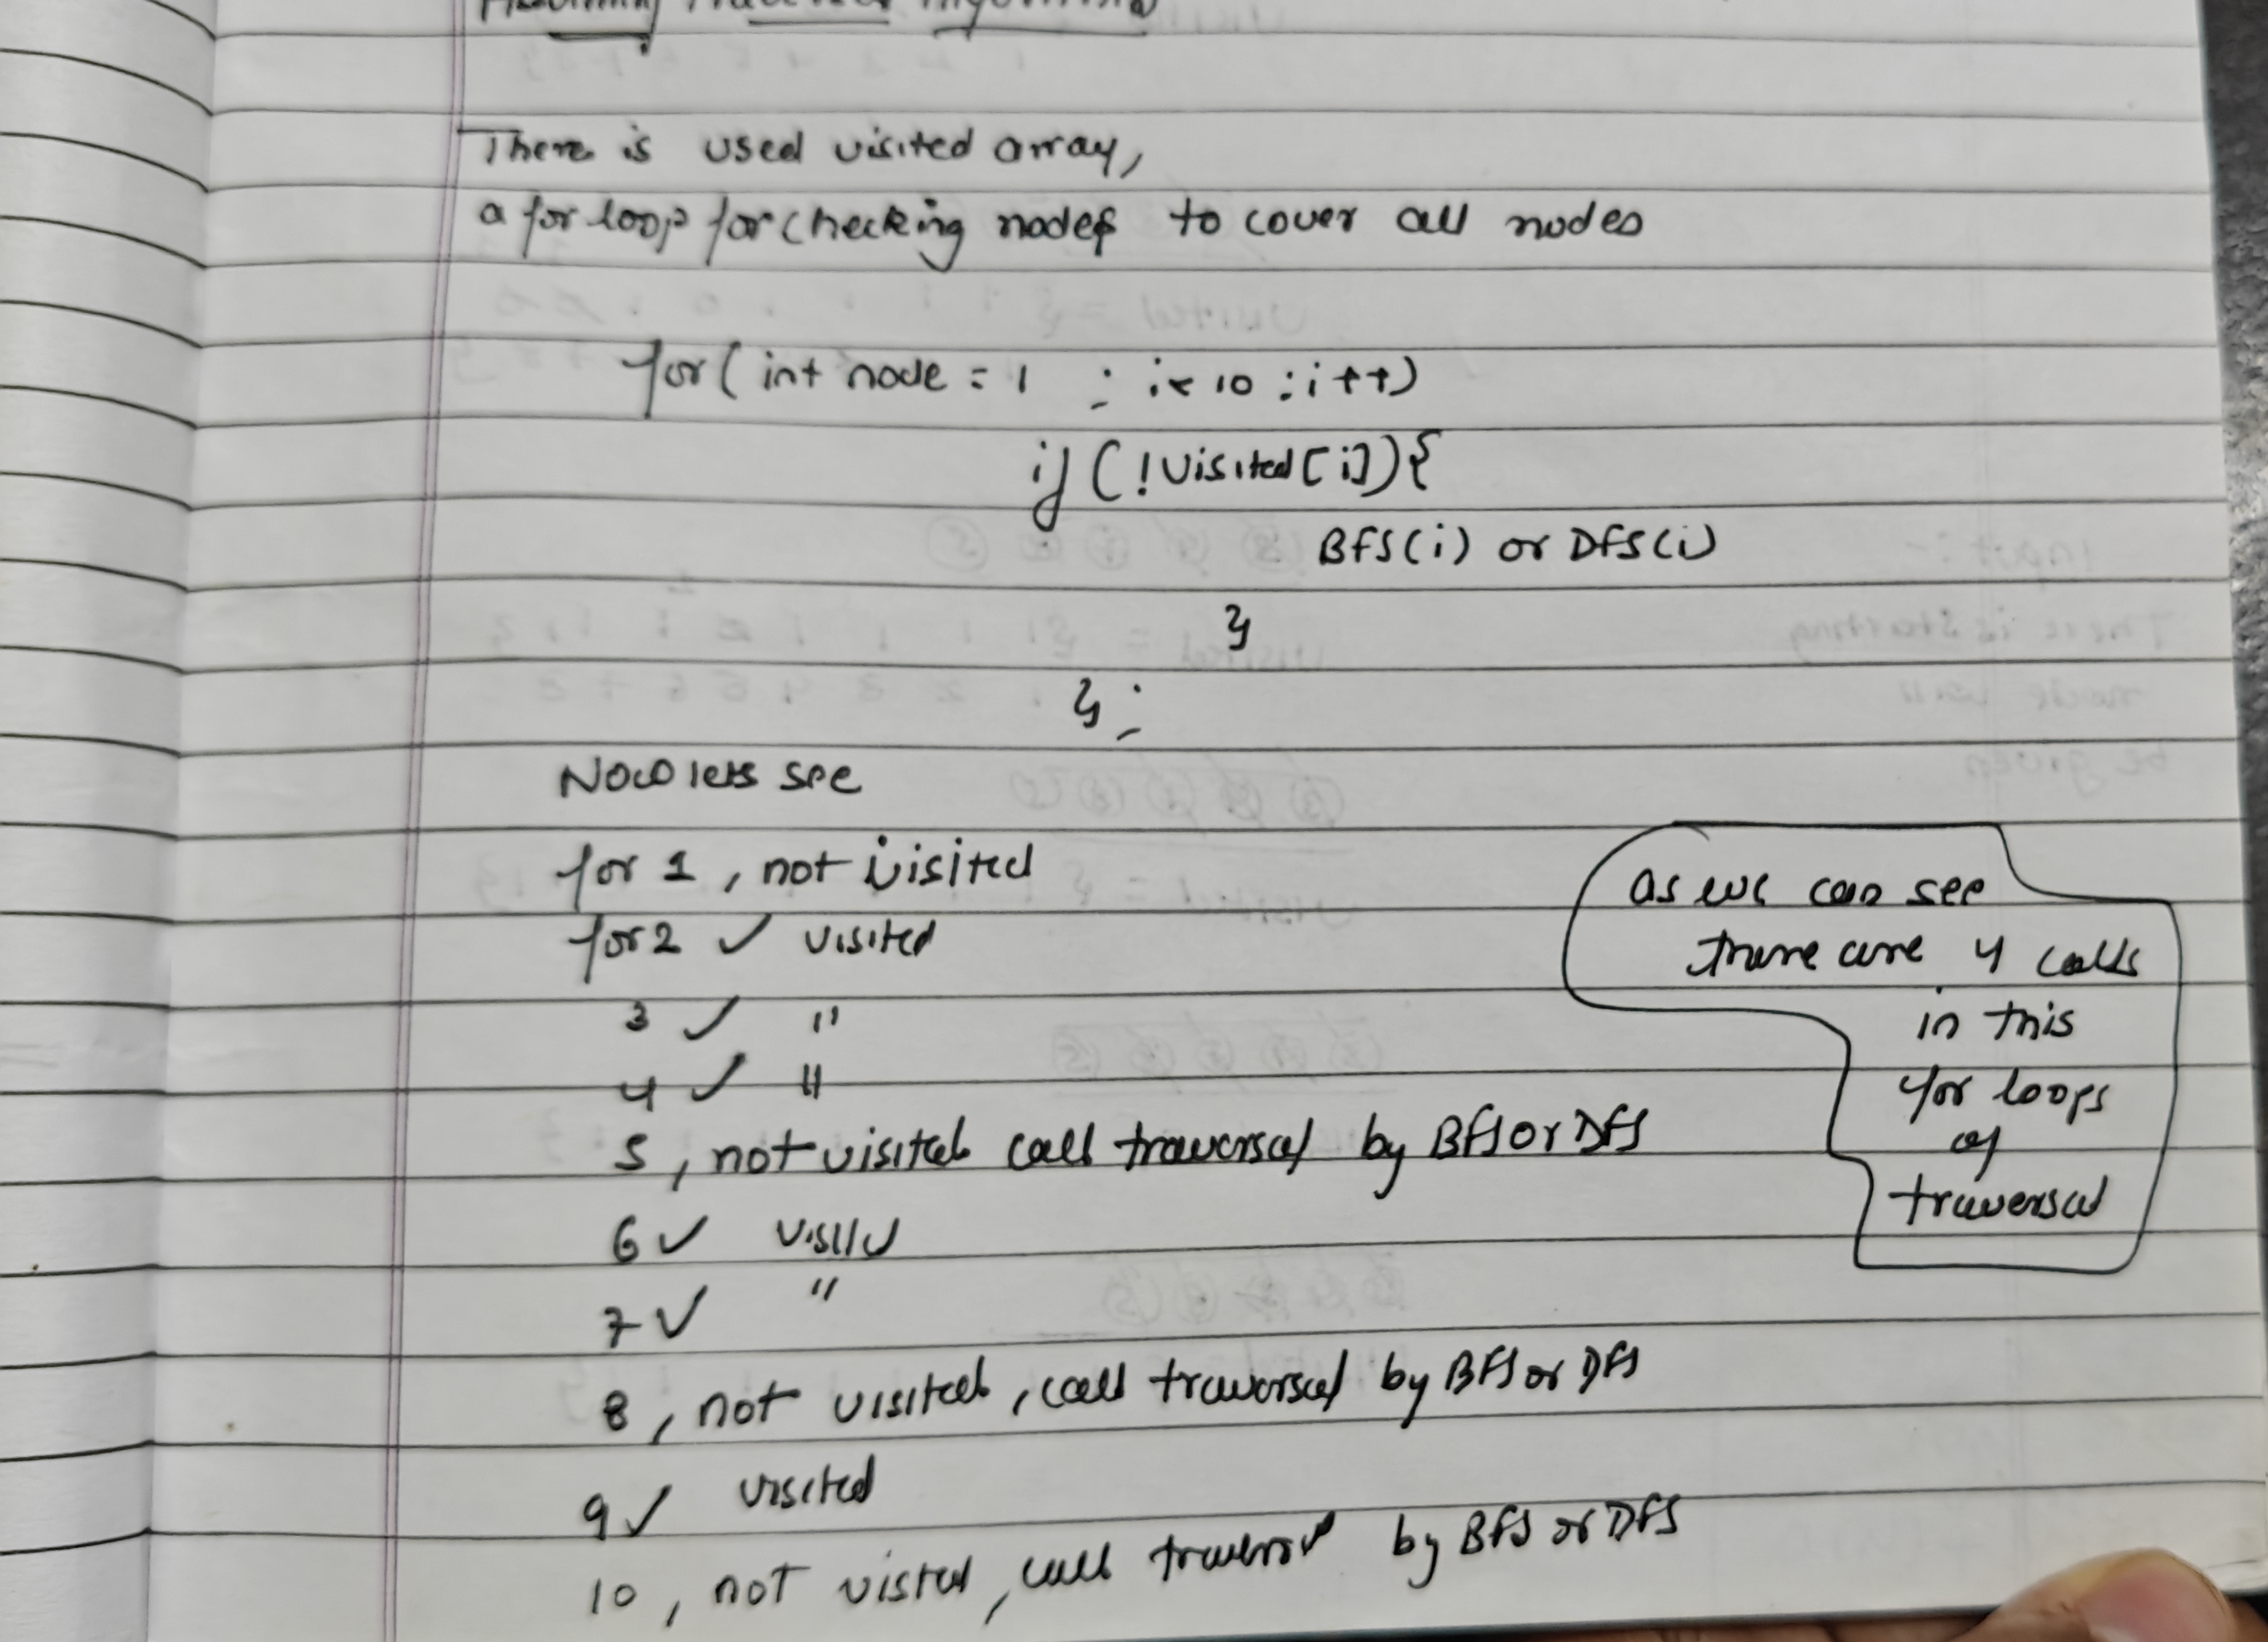 Traversal Algorithms
There is used visited array,
a for loop for checking nodes to cover all nodes
for( int node = 1 ; i< 10 ; i++)
if (!visited[i]){
BFS(i) or DFS(i)
}
};
Now lets see
for 1, not visited
for 2 ✓ visited
3 ✓ "
4 ✓ "
5, not visited call traversal by BFS or DFS
6 ✓ visited
7 ✓ "
8, not visited, call traversal by BFS or DFS
9 ✓ visited
10, not visted, call traversal by BFS or DFS
as we can see
there are 4 calls
in this
for loops
of
traversal